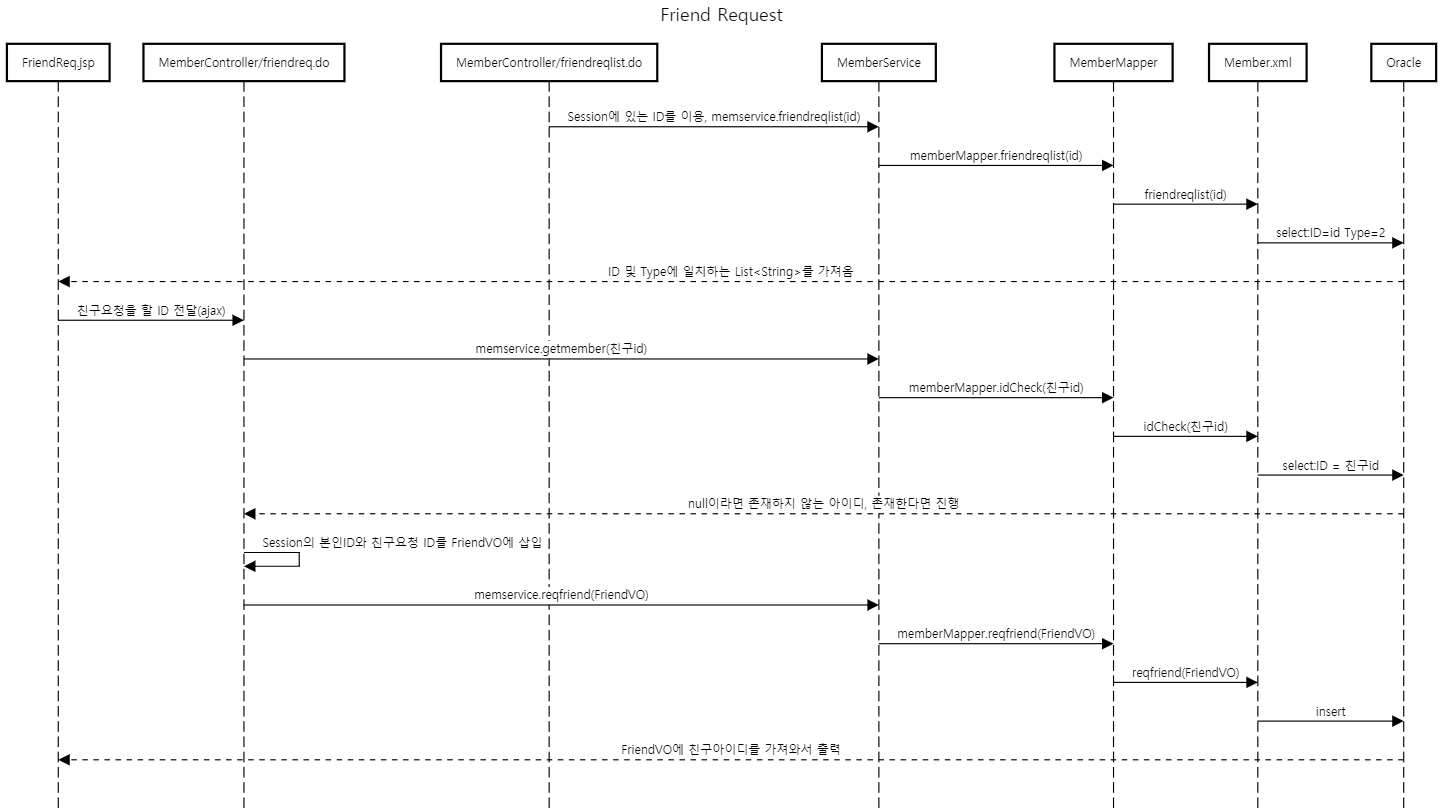 Friend Request
FriendReq.jsp
MemberController/friendreq.do
MemberController/friendreqlist.do
MemberService
MemberMapper
Member.xml
Oracle
Session에 있는 ID를 이용, memservice.friendreqlist(id)
memberMapper.friendreqlist(id)
friendreqlist(id)
select:ID=id Type=2
ID 및 Type에 일치하는 List<String>를 가져옴
친구요청을 할 ID 전달(ajax)
memservice.getmember(친구id)
memberMapper.idCheck(친구id)
idCheck(친구id)
select:ID = 친구id
null이라면 존재하지 않는 아이디, 존재한다면 진행
Session의 본인ID와 친구요청 ID를 FriendVO에 삽입
memservice.reqfriend(FriendVO)
memberMapper.reqfriend(FriendVO)
reqfriend(FriendVO)
insert
FriendVO에 친구아이디를 가져와서 출력